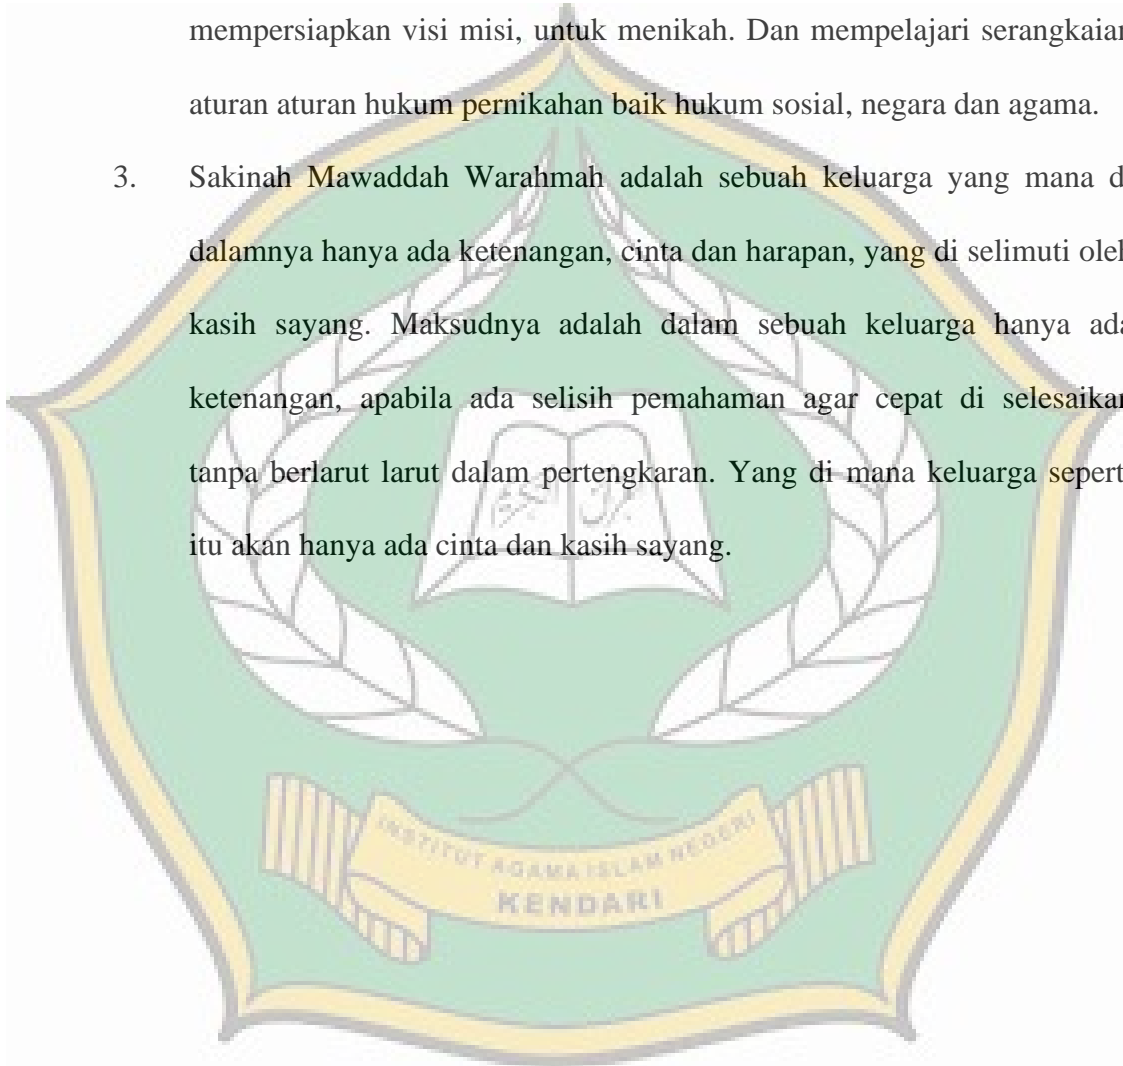 mempersiapkan visi misi, untuk menikah. Dan mempelajari serangkaian
aturan aturan hukum pernikahan baik hukum sosial, negara dan agama.
3. Sakinah Mawaddah Warahmah adalah sebuah keluarga yang mana d
dalamnya hanya ada ketenangan, cinta dan harapan, yang di selimuti oleh
kasih sayang. Maksudnya adalah dalam sebuah keluarga hanya ada
ketenangan, apabila ada selisih pemahaman agar cepat di selesaikan
tanpa berlarut larut dalam pertengkaran. Yang di mana keluarga sepert
itu akan hanya ada cinta dan kasih sayang.
INSTITUT AGAMA ISLAM NEGERI
KENDARI